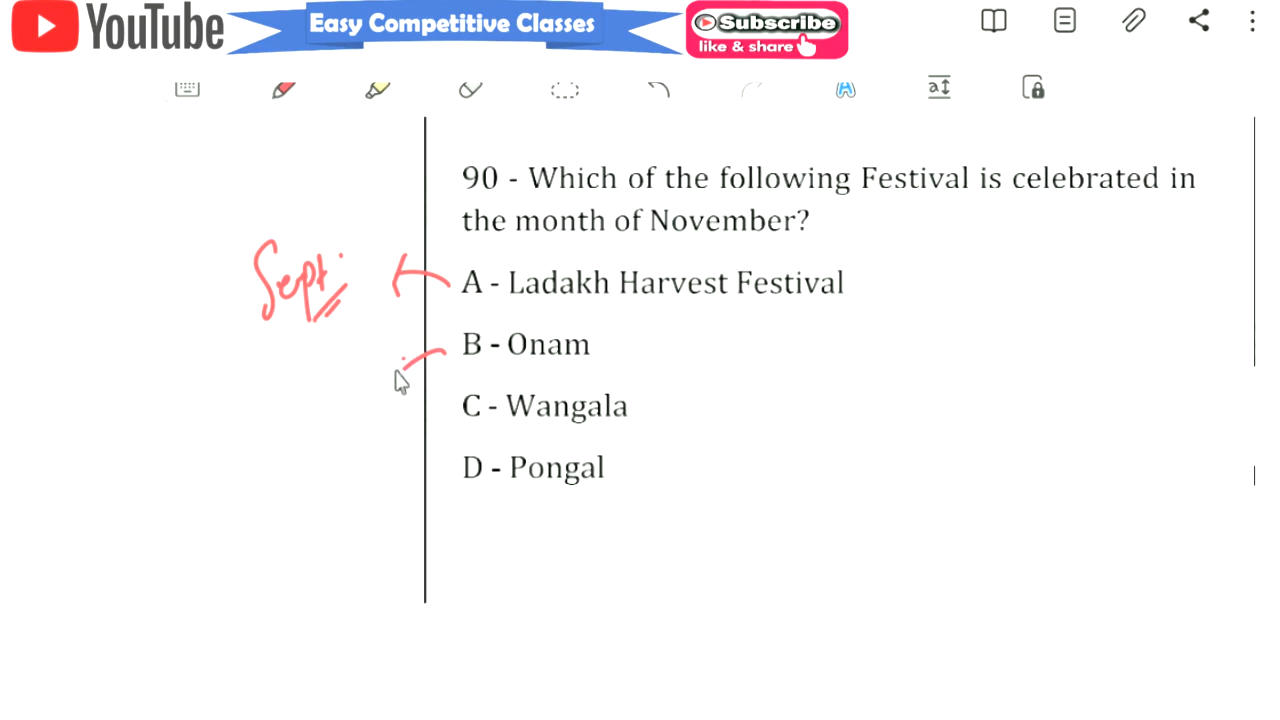 YouTube
Easy Competitive Classes
Subscribe
like & share
90 - Which of the following Festival is celebrated in
the month of November?
Sept.
A - Ladakh Harvest Festival
B - Onam
C - Wangala
D - Pongal